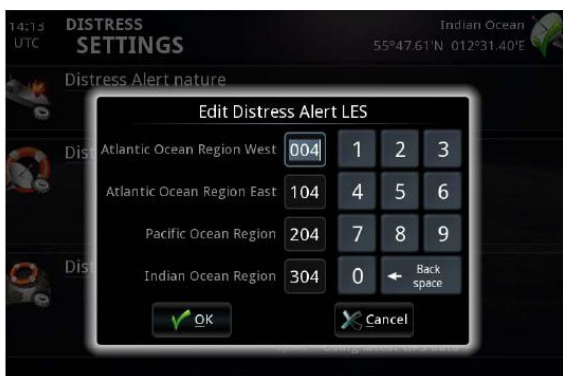 14:13 UTC
DISTRESS SETTINGS
Indian Ocean
55°47.61'N 012°31.40'E
Distress Alert nature
Edit Distress Alert LES
Dist
Atlantic Ocean Region West 004 1 2 3
Atlantic Ocean Region East 104 4 5 6
Pacific Ocean Region 204 7 8 9
Dist
Indian Ocean Region 304 0 Back space
OK Cancel